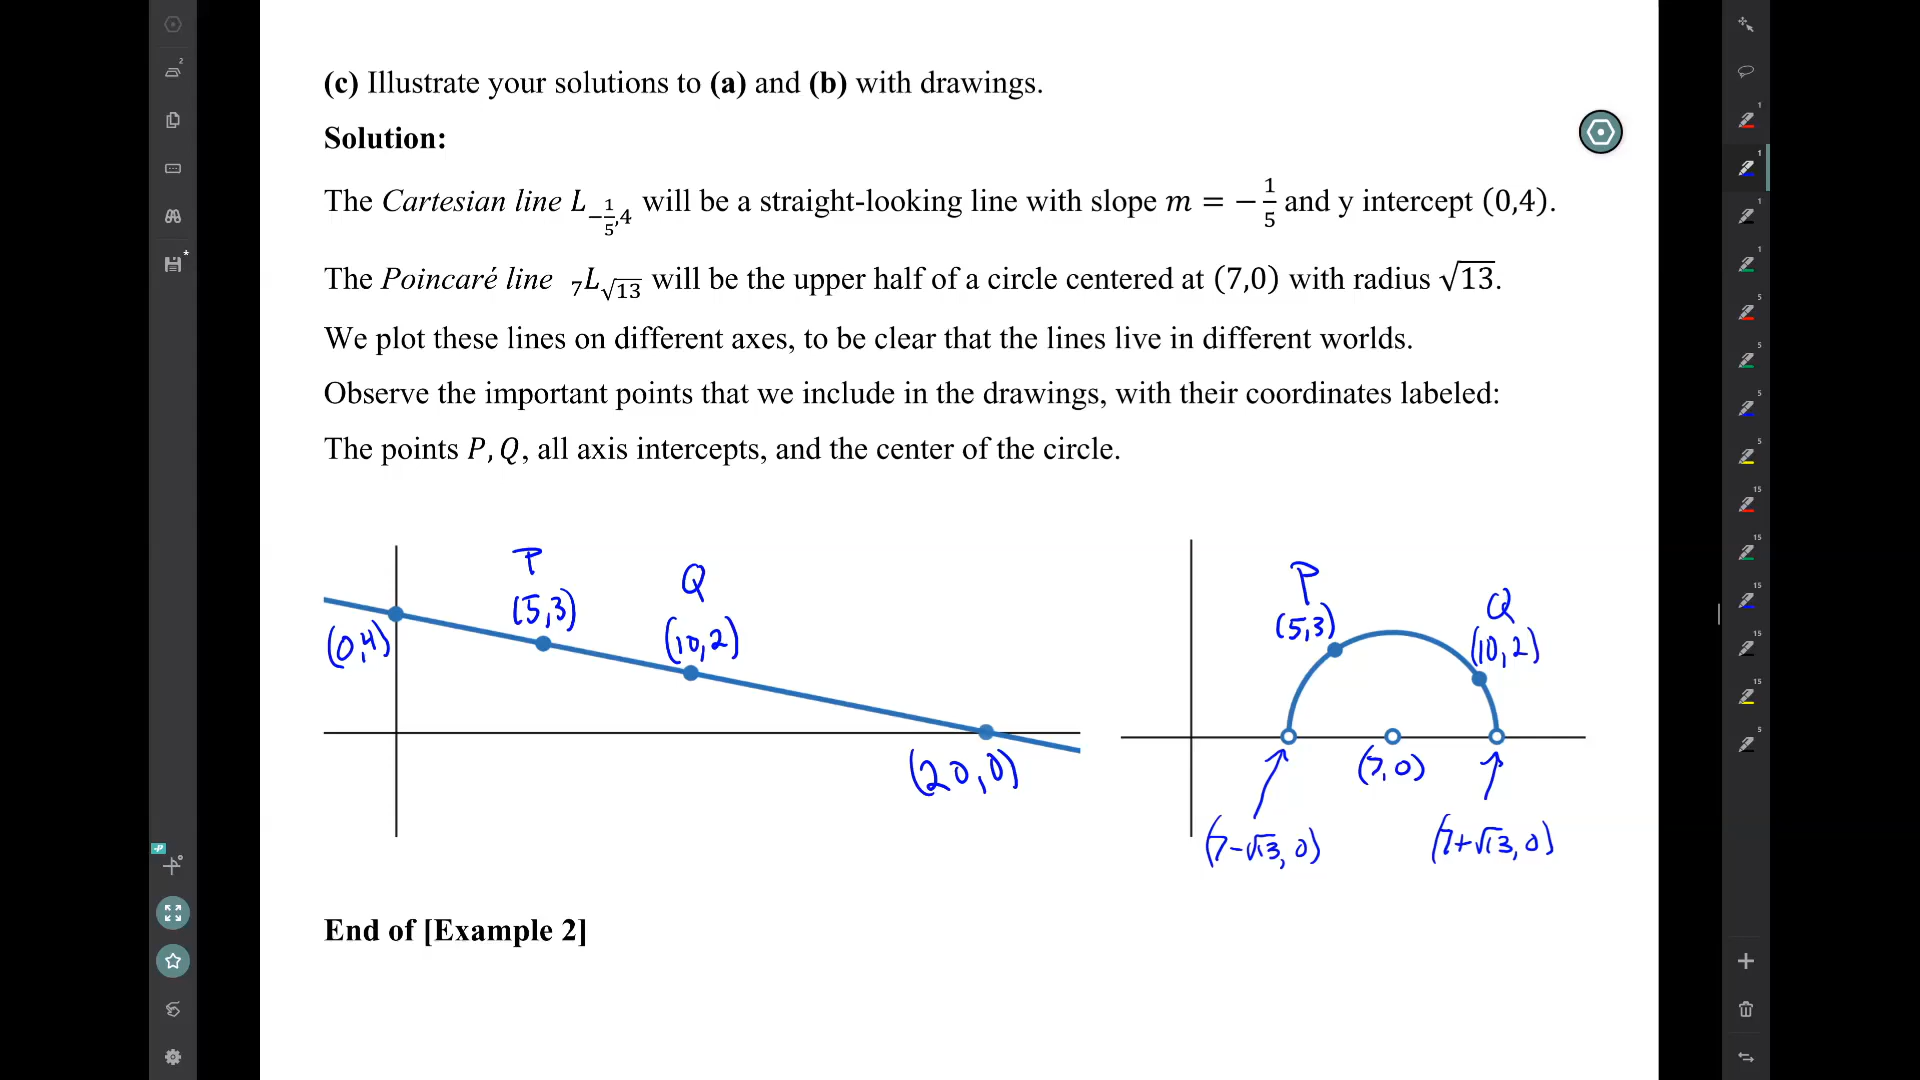 (c) Illustrate your solutions to (a) and (b) with drawings.
Solution:
The Cartesian line L₋₁⁄₅,₄ will be a straight-looking line with slope m = −1/5 and y intercept (0,4).
The Poincaré line ₇L√13 will be the upper half of a circle centered at (7,0) with radius √13.
We plot these lines on different axes, to be clear that the lines live in different worlds.
Observe the important points that we include in the drawings, with their coordinates labeled:
The points P, Q, all axis intercepts, and the center of the circle.
P
(5,3)
Q
(10,2)
(0,4)
(20,0)
P
(5,3)
Q
(10,2)
(7,0)
(7-√13, 0)
(7+√13, 0)
End of [Example 2]